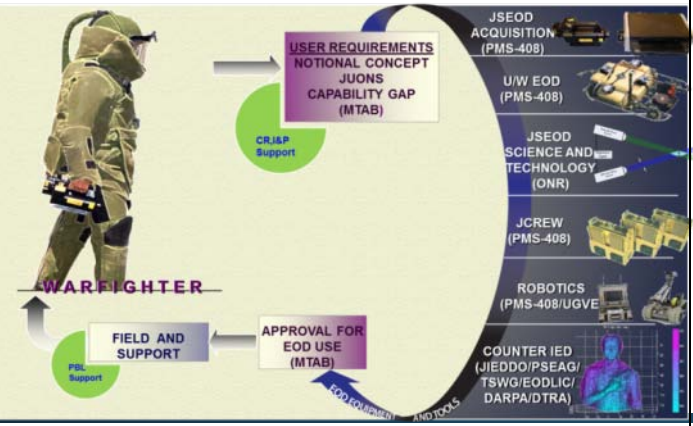 USER REQUIREMENTS
NOTIONAL CONCEPT
JUONS
CAPABILITY GAP
(MTAB)
CR,I&P
Support
WARFIGHTER
FIELD AND
SUPPORT
PBL
Support
APPROVAL FOR
EOD USE
(MTAB)
EOD EQUIPMENT AND TOOLS
JSEOD
ACQUISITION
(PMS-408)
U/W EOD
(PMS-408)
JSEOD
SCIENCE AND
TECHNOLOGY
(ONR)
JCREW
(PMS-408)
ROBOTICS
(PMS-408/UGVE
COUNTER IED
(JIEDDO/PSEAG/
TSWG/EODLIC/
DARPA/DTRA)